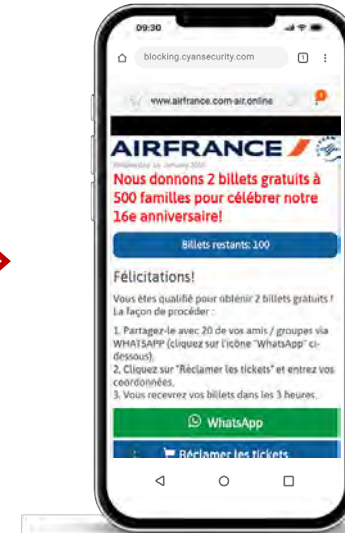 09:30
blocking.cyansecurity.com
1
www.airfrance.com-air.online
AIRFRANCE
Nous donnons 2 billets gratuits à
500 familles pour célébrer notre
16e anniversaire!
Billets restants: 100
Félicitations!
Vous êtes qualifié pour obtenir 2 billets gratuits !
La façon de procéder :
1. Partagez-le avec 20 de vos amis / groupes via
WHATSAPP (cliquez sur l'icône "WhatsApp" ci-
dessous).
2. Cliquez sur "Réclamer les tickets" et entrez vos
coordonnées.
3. Vous recevrez vos billets dans les 3 heures.
WhatsApp
Réclamer les tickets